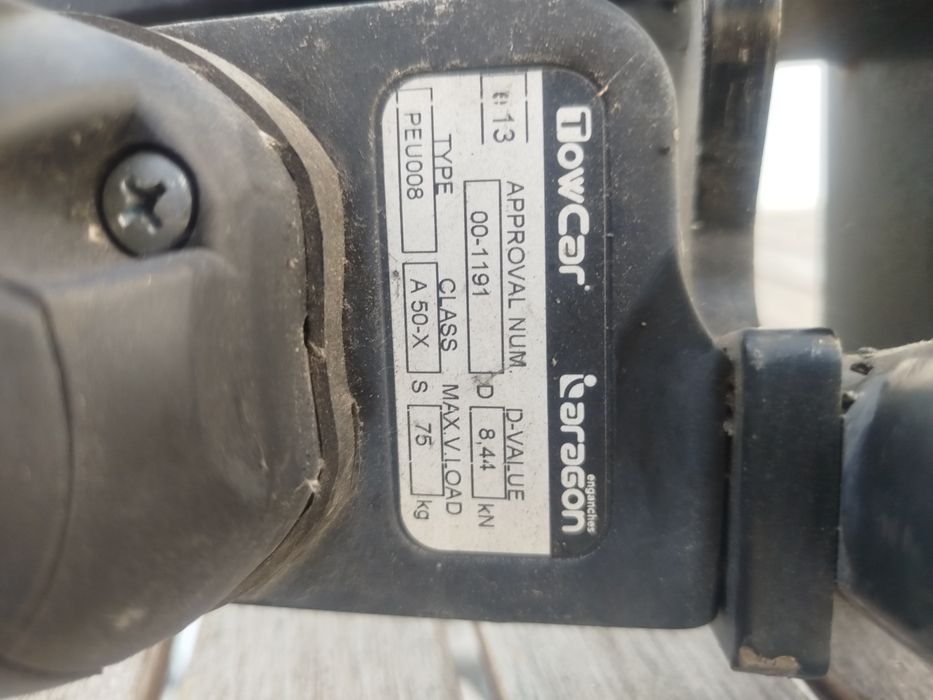 TowCar aragon
enganches
e13 APPROVAL NUM. D-VALUE
00-1191 D 8,44 kN
TYPE CLASS MAX.V.LOAD
PEU008 A 50-X S 75 kg